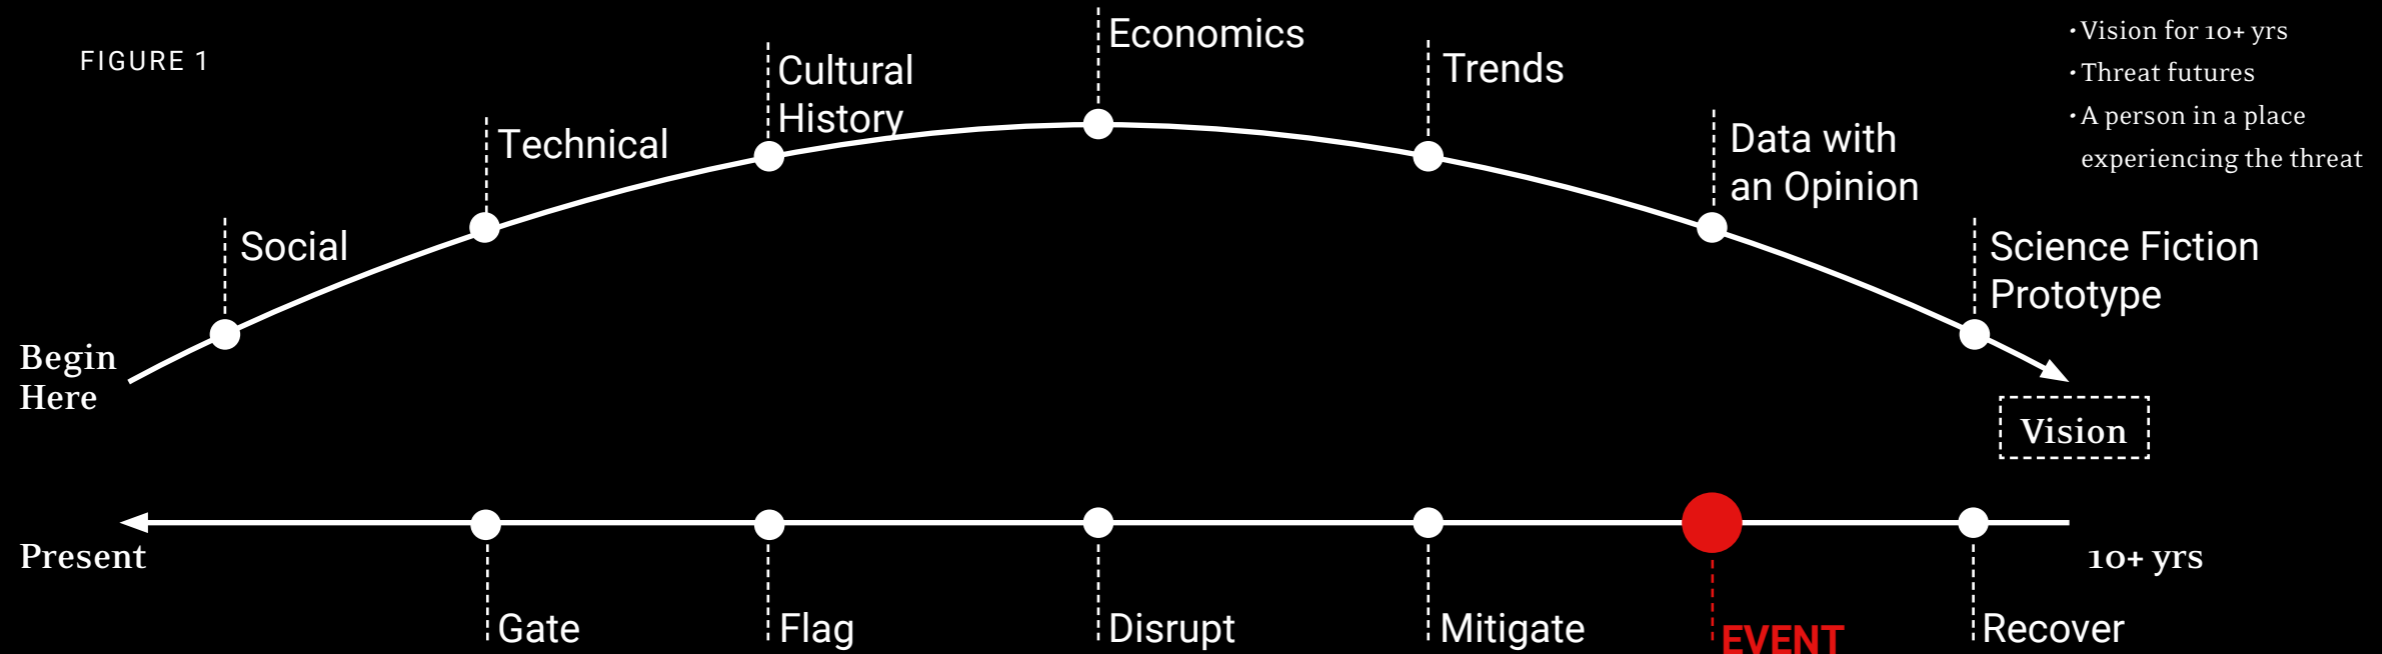 FIGURE 1
Social
Technical
Cultural
History
Economics
Trends
Data with
an Opinion
Science Fiction
Prototype
· Vision for 10+ yrs
· Threat futures
· A person in a place
experiencing the threat
Begin
Here
Vision
Present
10+ yrs
Gate
Flag
Disrupt
Mitigate
EVENT
Recover